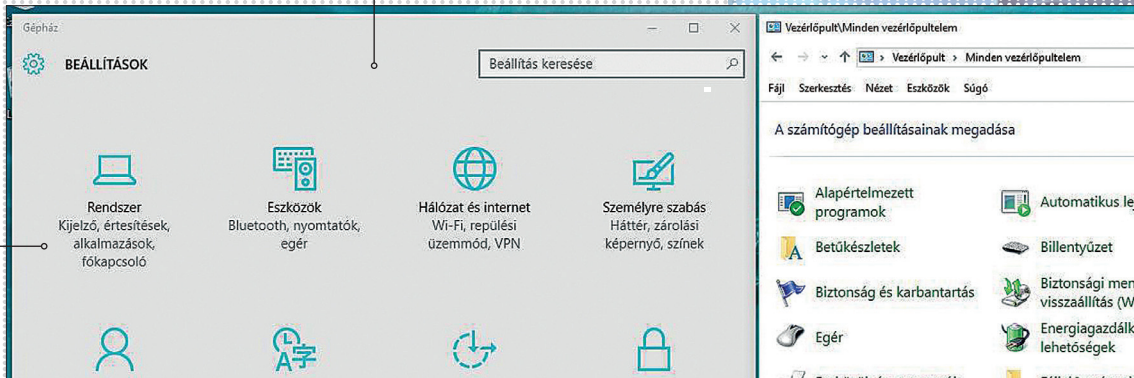 Gépház
BEÁLLÍTÁSOK
Beállítás keresése
Rendszer
Kijelző, értesítések,
alkalmazások,
főkapcsoló
Eszközök
Bluetooth, nyomtatók,
egér
Hálózat és internet
Wi-Fi, repülési
üzemmód, VPN
Személyre szabás
Háttér, zárolási
képernyő, színek
Vezérlőpult\Minden vezérlőpultelem
Vezérlőpult > Minden vezérlőpultelem
Fájl Szerkesztés Nézet Eszközök Súgó
A számítógép beállításainak megadása
Alapértelmezett
programok
Automatikus
Betűkészletek
Billentyűzet
Biztonság és karbantartás
Biztonsági
visszaállítás
Egér
lehetőségek